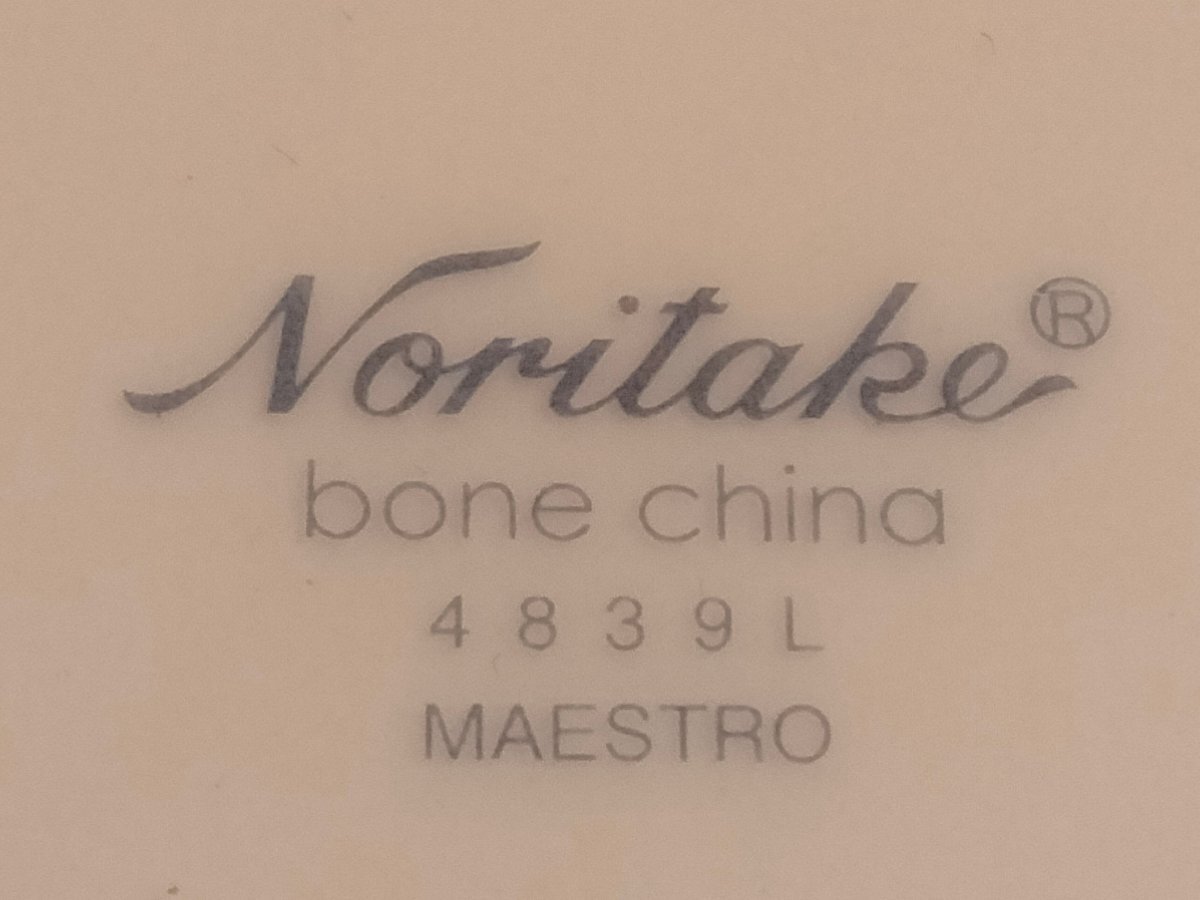 Noritake®
bone china
4839L
MAESTRO